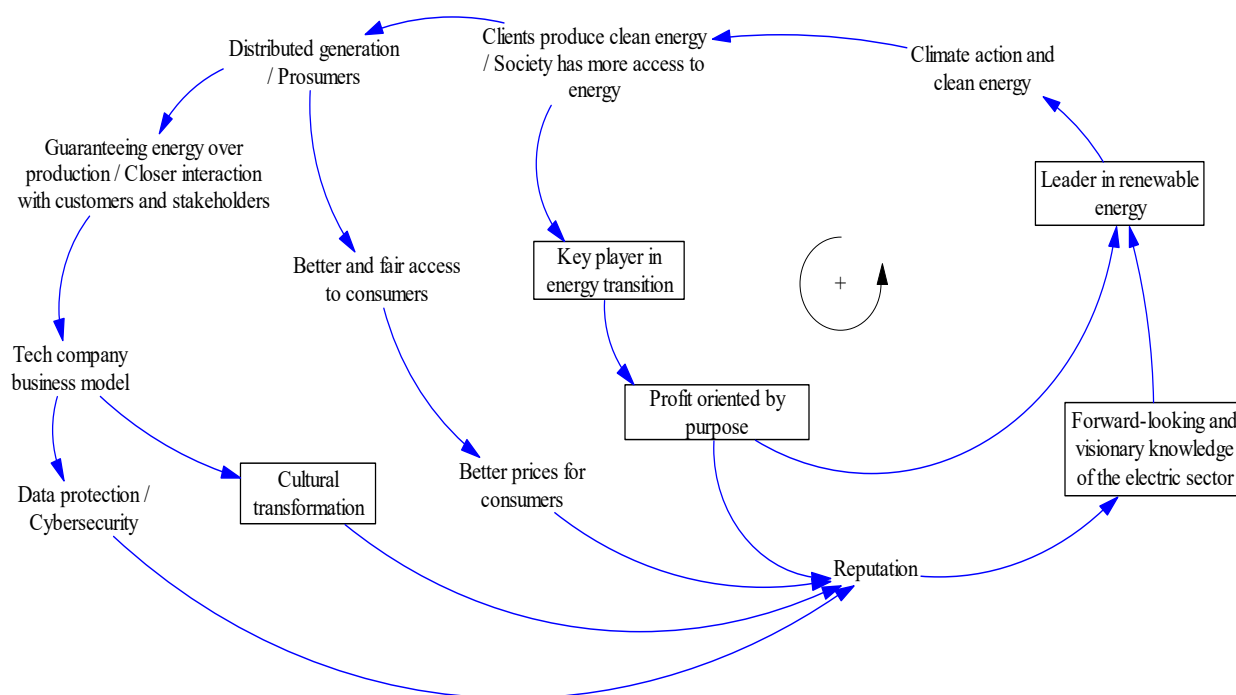 Distributed generation
/ Prosumers
Clients produce clean energy
/ Society has more access to
energy
Climate action and
clean energy
Guaranteeing energy over
production / Closer interaction
with customers and stakeholders
Leader in renewable
energy
Better and fair access
to consumers
Key player in
energy transition
+
Tech company
business model
Profit oriented by
purpose
Forward-looking and
visionary knowledge
of the electric sector
Data protection /
Cybersecurity
Cultural
transformation
Better prices for
consumers
Reputation